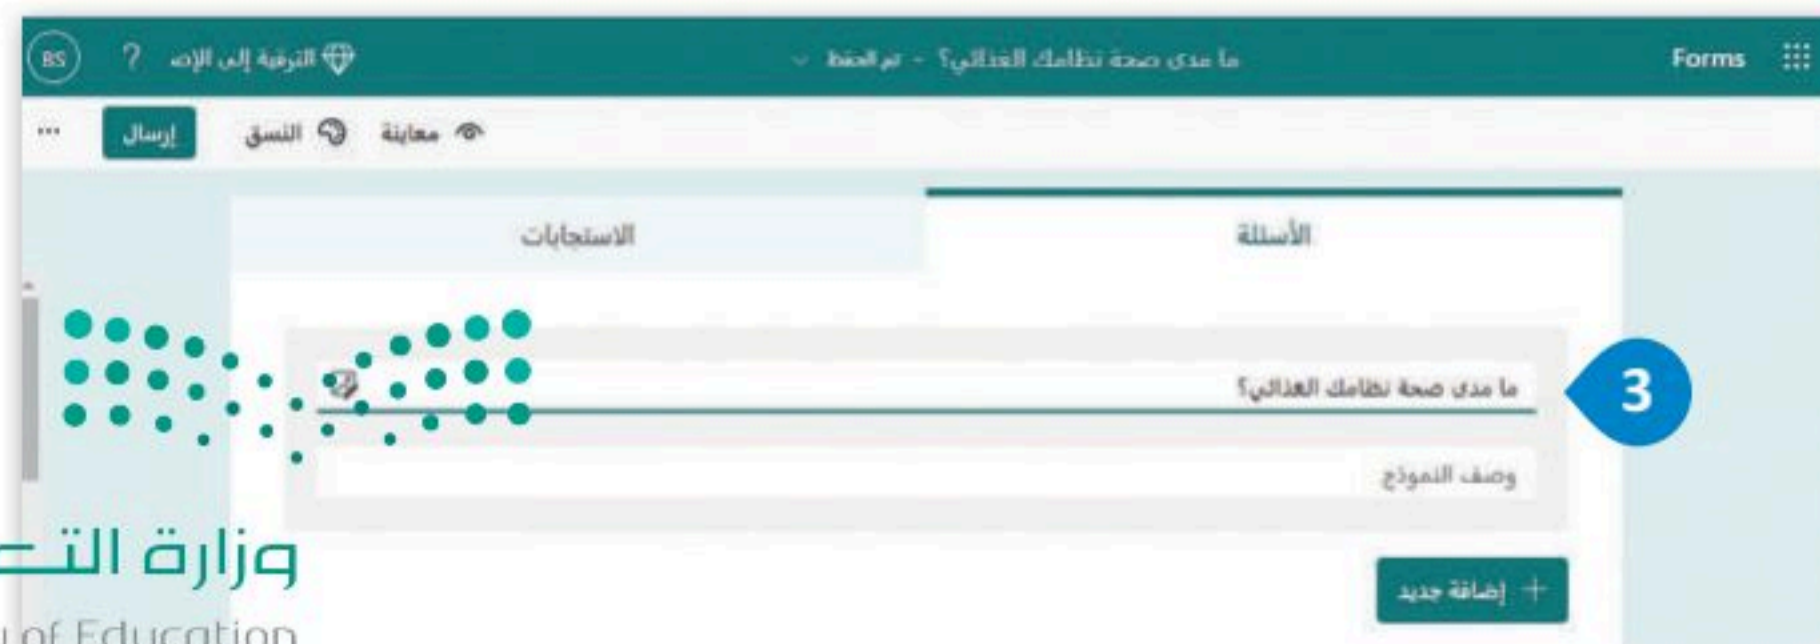 Forms ما مدى صحة نظامك الغذائي؟ - تم الحفظ الترقية إلى الإصـ ? BS
معاينة النسق إرسال ...
الأسئلة الاستجابات
ما مدى صحة نظامك الغذائي؟ 3
وصف النموذج
+ إضافة جديد
وزارة التـ
of Education